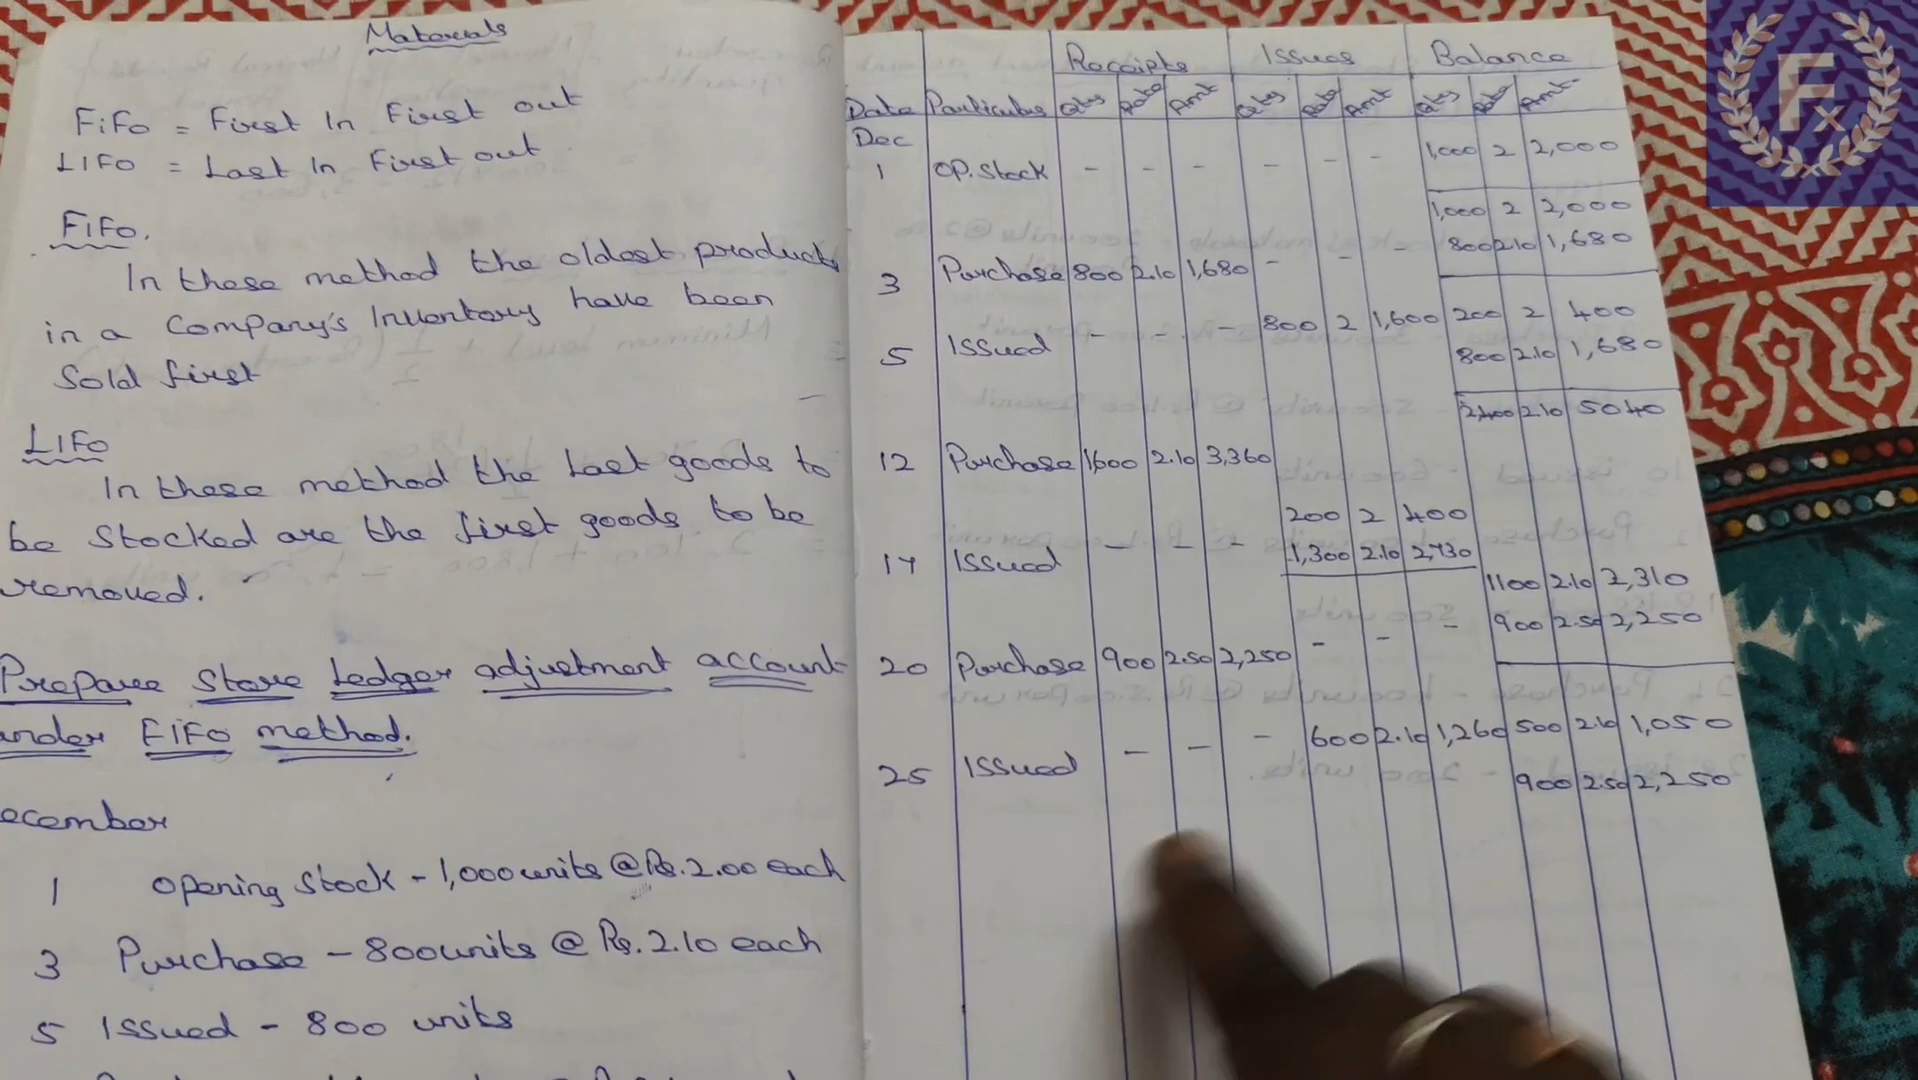 Materials
FiFo = First In First out
LIFO = Last In First out
FiFo.
In these method the oldest products
in a Company's Inventory have been
Sold first
LIFO
In these method the Last goods to
be Stocked are the first goods to be
removed.
Prepare Store Ledger adjustment account
under FIFO method.
ecember
1 opening Stock - 1,000 units @ Rs. 2.00 each
3 Purchase - 800 units @ Rs. 2.10 each
5 Issued - 800 units
Receipts Issues Balance
Date Particulars Qty Rate Amt Qty Rate Amt Qty Rate Amt
Dec
1 OP. Stock - - - - - - 1,000 2 2,000
1,000 2 2,000
800 2.10 1,680
3 Purchase 800 2.10 1,680 - - -
800 2 1,600 200 2 400
5 Issued - - - 800 2.10 1,680
2,400 2.10 5040
12 Purchase 1,600 2.10 3,360
200 2 400
17 Issued - - - 1,300 2.10 2,730
1100 2.10 2,310
900 2.50 2,250
20 Purchase 900 2.50 2,250 - - -
25 Issued - - - 600 2.10 1,260 500 2.10 1,050
900 2.50 2,250
Fx